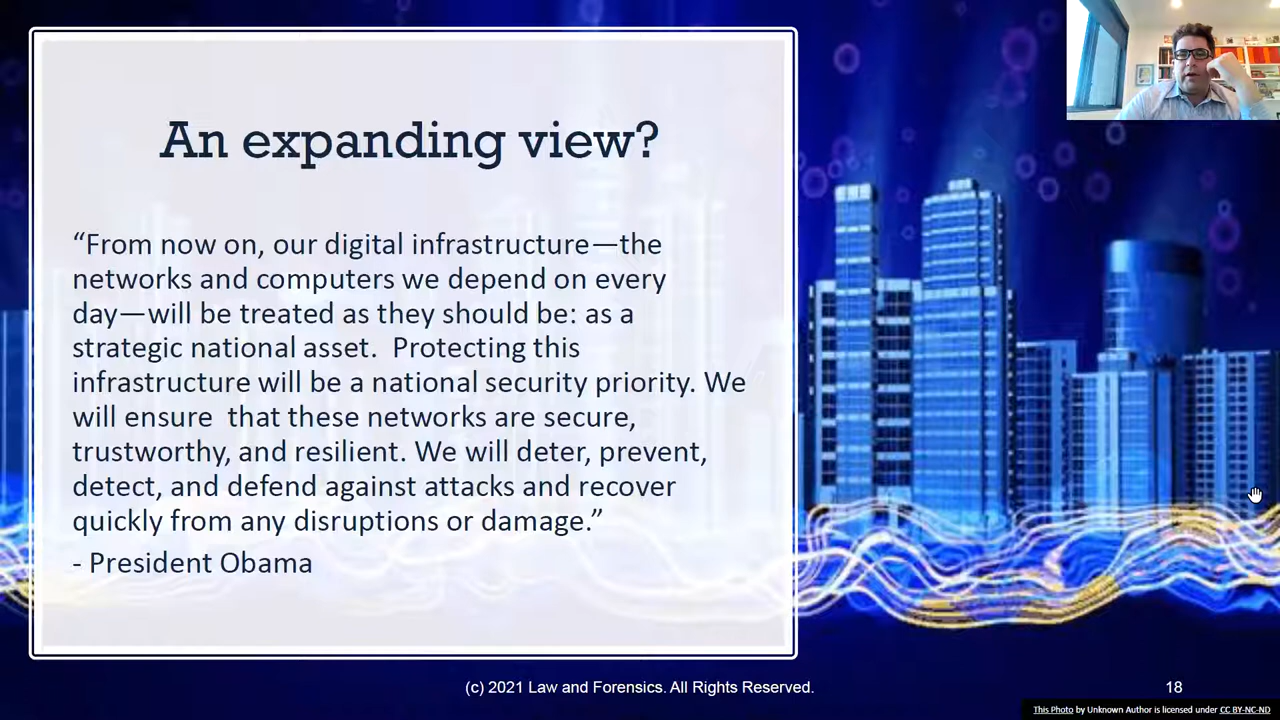 An expanding view?
“From now on, our digital infrastructure—the
networks and computers we depend on every
day—will be treated as they should be: as a
strategic national asset.  Protecting this
infrastructure will be a national security priority. We
will ensure  that these networks are secure,
trustworthy, and resilient. We will deter, prevent,
detect, and defend against attacks and recover
quickly from any disruptions or damage.”
- President Obama
(c) 2021 Law and Forensics. All Rights Reserved.
18
This Photo by Unknown Author is licensed under CC BY-NC-ND